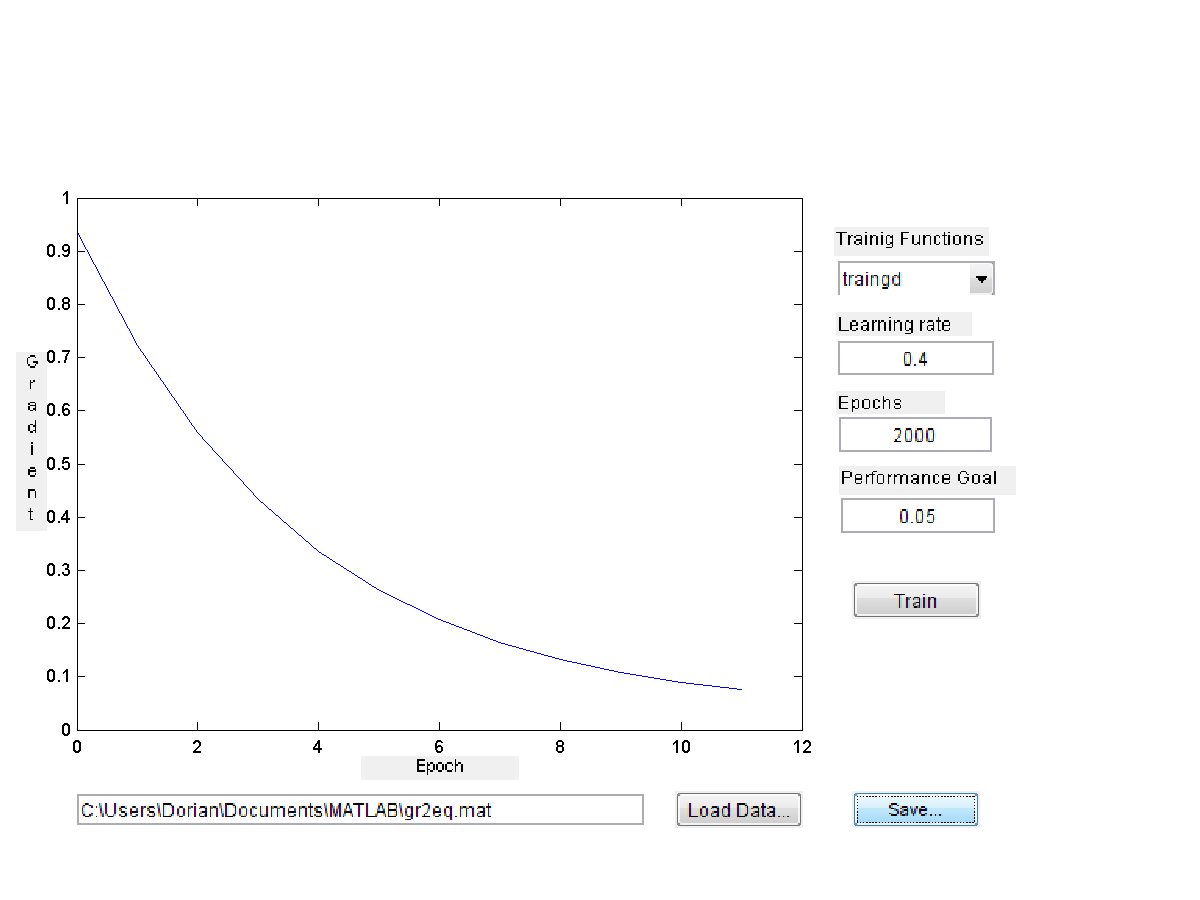 1
0.9
0.8
0.7
0.6
0.5
0.4
0.3
0.2
0.1
0
0 2 4 6 8 10 12
Gradient
Epoch
Trainig Functions
traingd
Learning rate
0.4
Epochs
2000
Performance Goal
0.05
Train
C:\Users\Dorian\Documents\MATLAB\gr2eq.mat
Load Data...
Save...